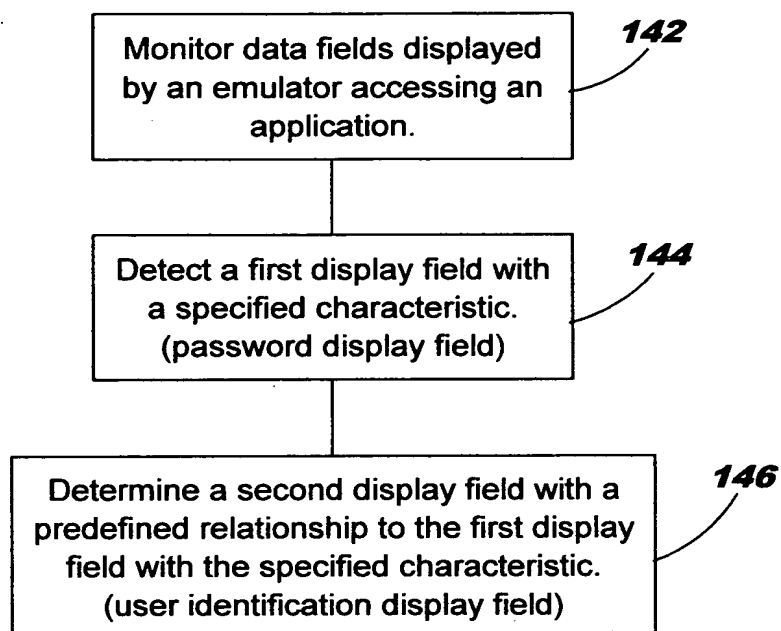 142
Monitor data fields displayed
by an emulator accessing an
application.
144
Detect a first display field with
a specified characteristic.
(password display field)
146
Determine a second display field with a
predefined relationship to the first display
field with the specified characteristic.
(user identification display field)